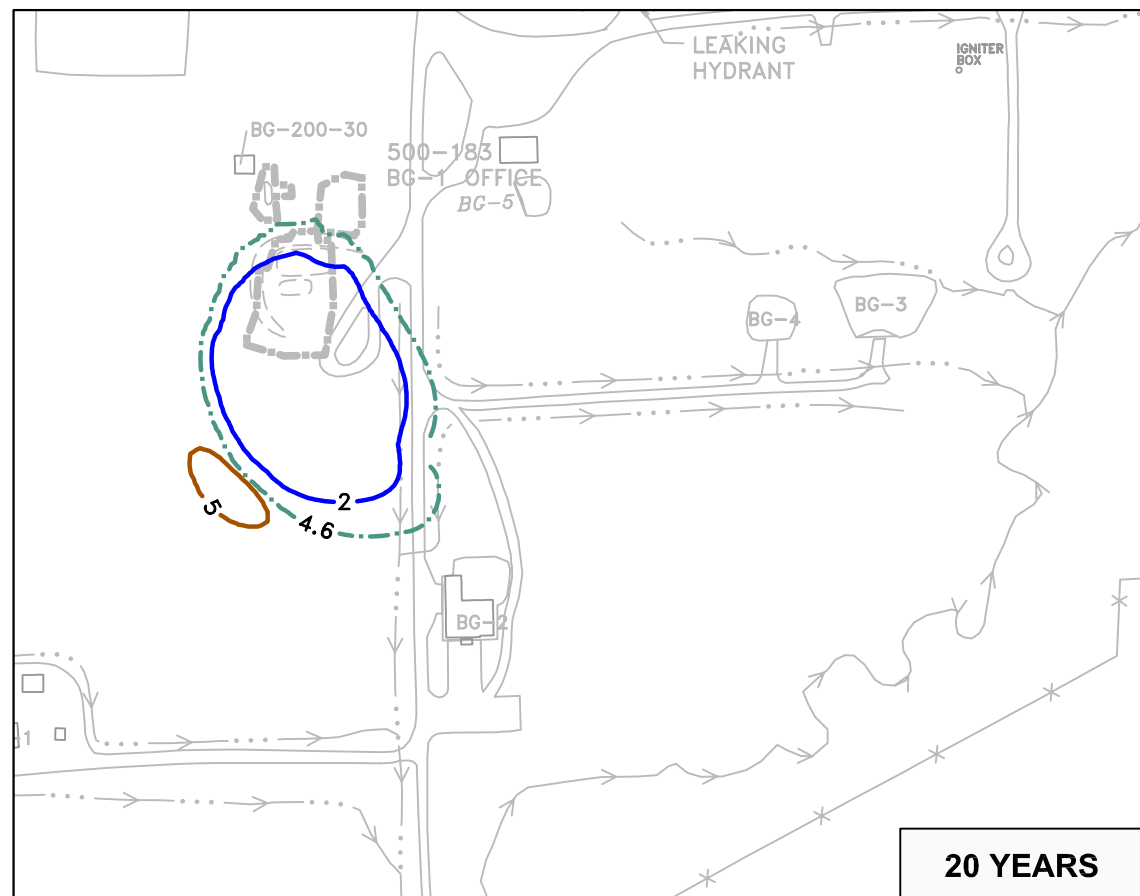 LEAKING
HYDRANT
IGNITER
BOX
BG-200-30
500-183
BG-1 OFFICE
BG-5
BG-4
BG-3
2
5
4.6
BG-2
-1
20 YEARS